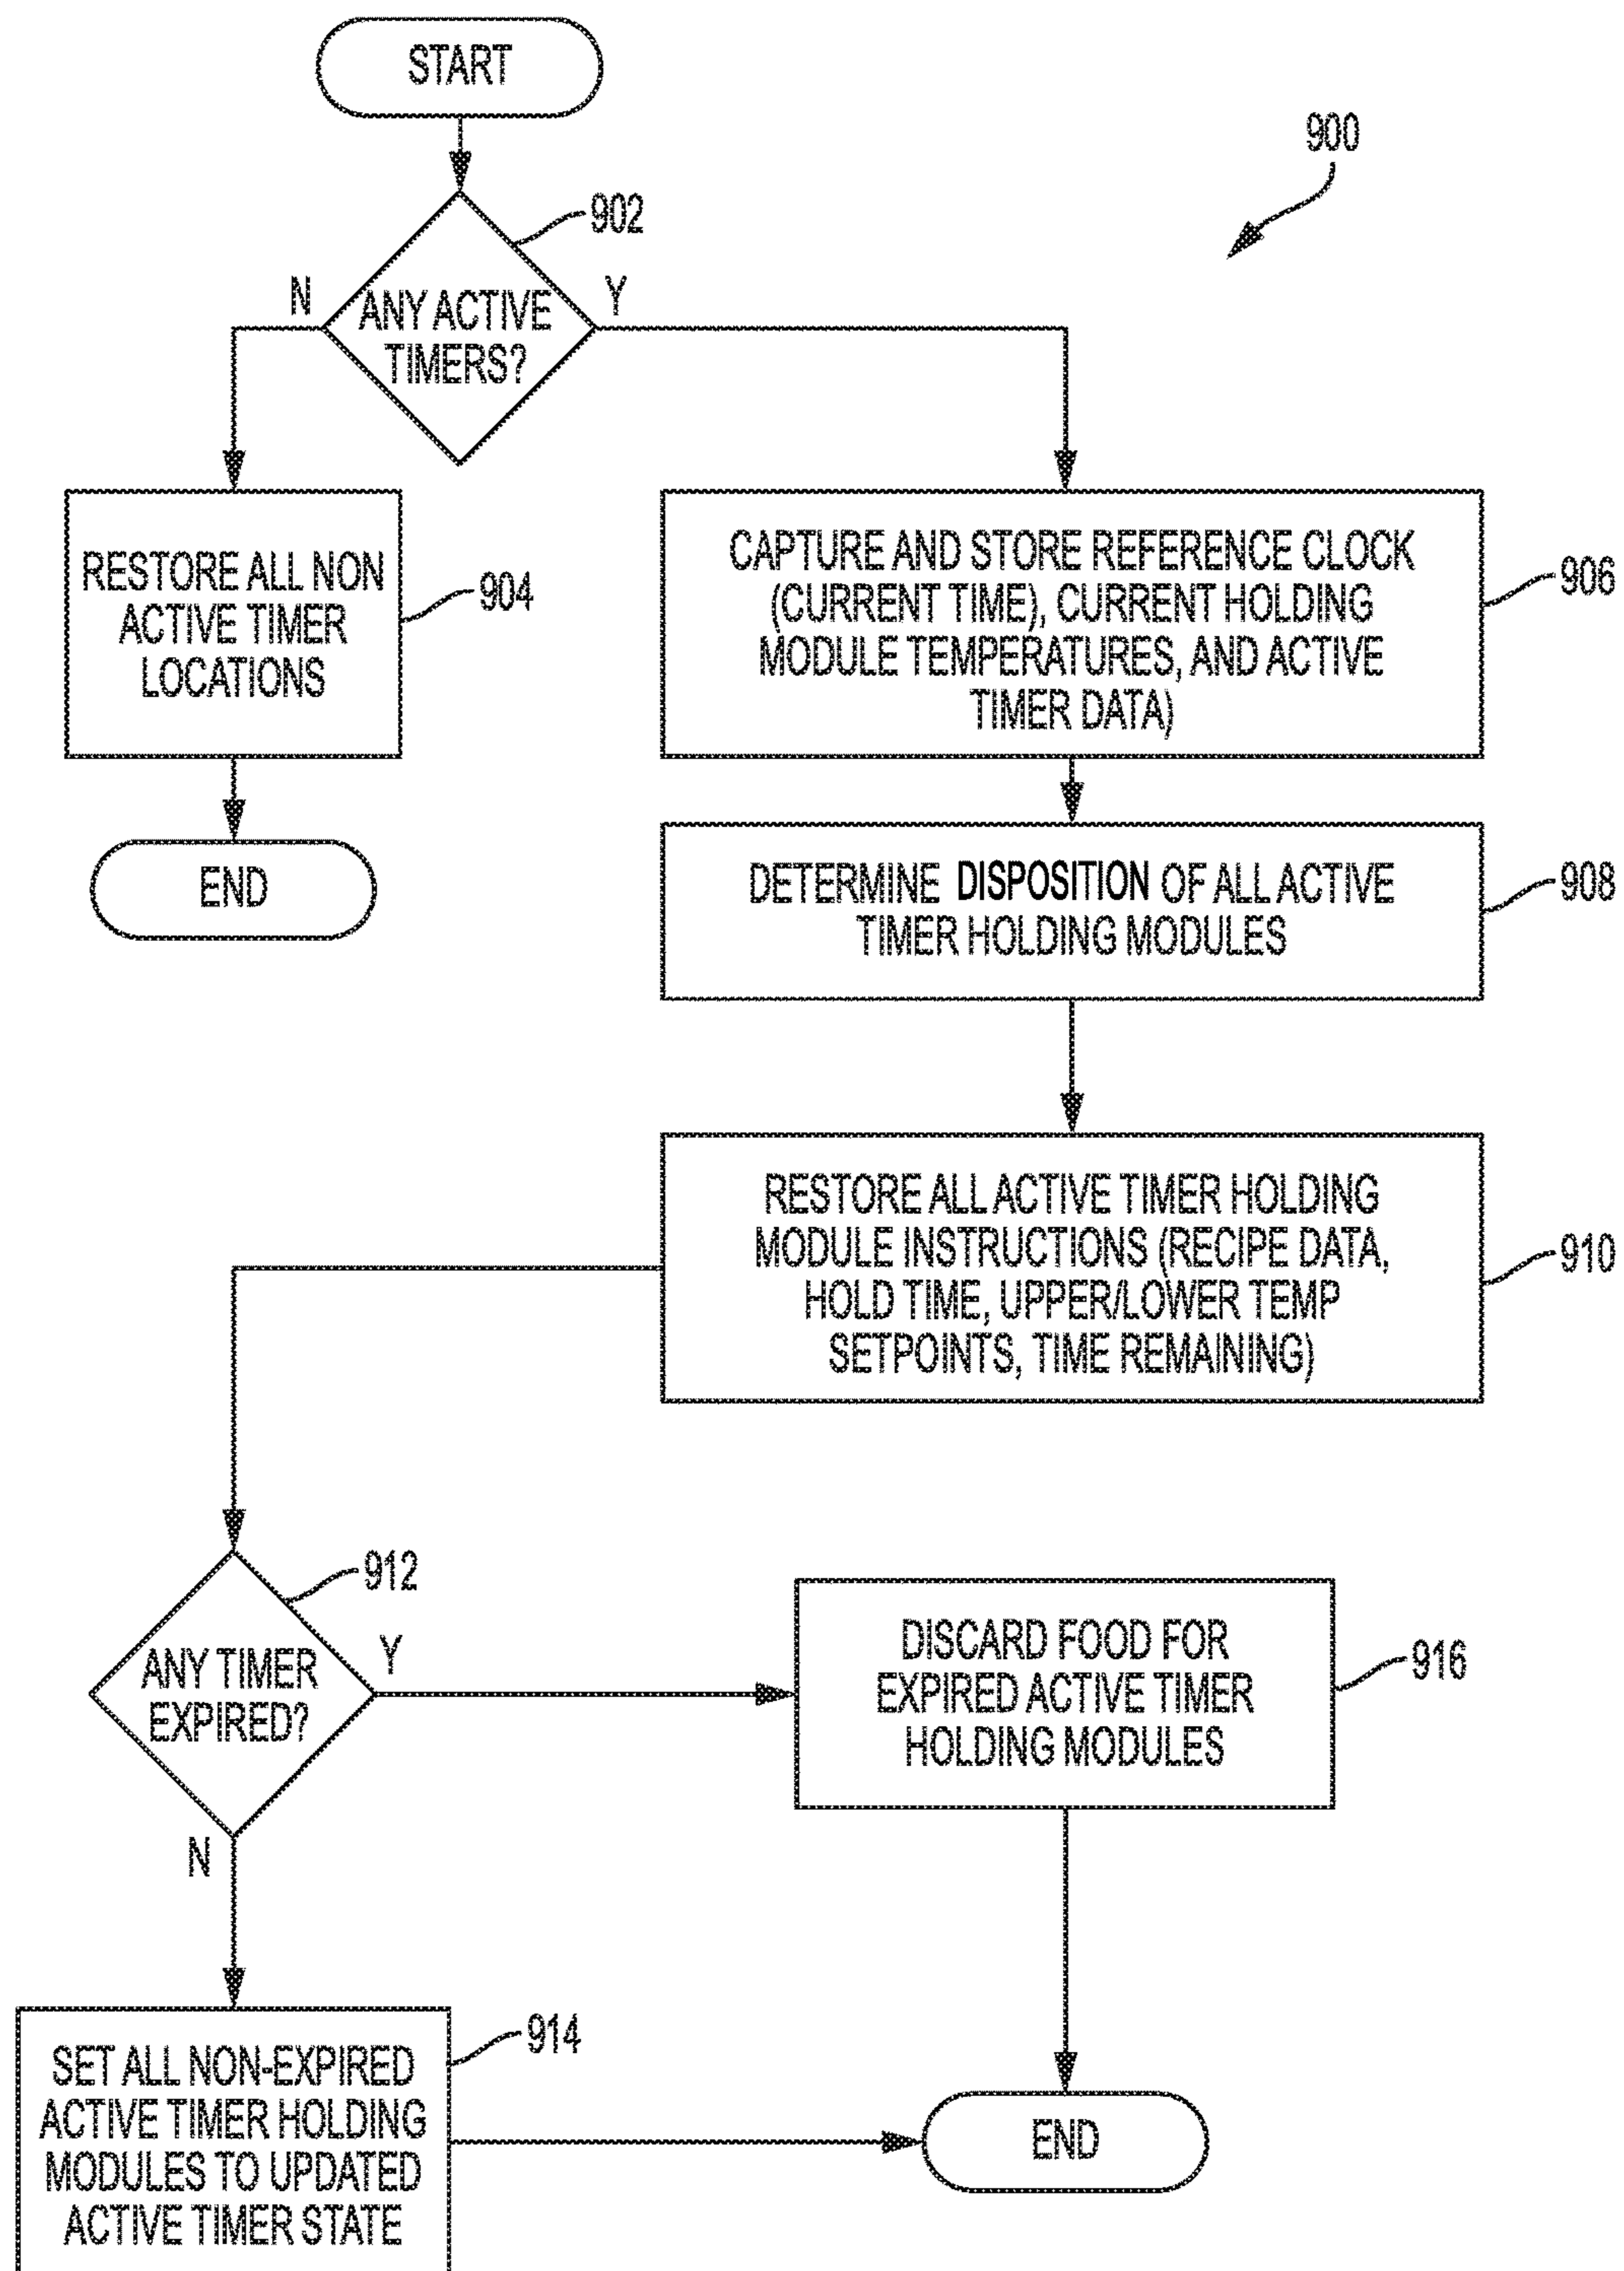 START
900
902
N
Y
ANY ACTIVE
TIMERS?
RESTORE ALL NON
ACTIVE TIMER
LOCATIONS
904
CAPTURE AND STORE REFERENCE CLOCK
(CURRENT TIME), CURRENT HOLDING
MODULE TEMPERATURES, AND ACTIVE
TIMER DATA)
906
END
DETERMINE DISPOSITION OF ALL ACTIVE
TIMER HOLDING MODULES
908
RESTORE ALL ACTIVE TIMER HOLDING
MODULE INSTRUCTIONS (RECIPE DATA,
HOLD TIME, UPPER/LOWER TEMP
SETPOINTS, TIME REMAINING)
910
912
ANY TIMER
EXPIRED?
Y
N
DISCARD FOOD FOR
EXPIRED ACTIVE TIMER
HOLDING MODULES
916
SET ALL NON-EXPIRED
ACTIVE TIMER HOLDING
MODULES TO UPDATED
ACTIVE TIMER STATE
914
END